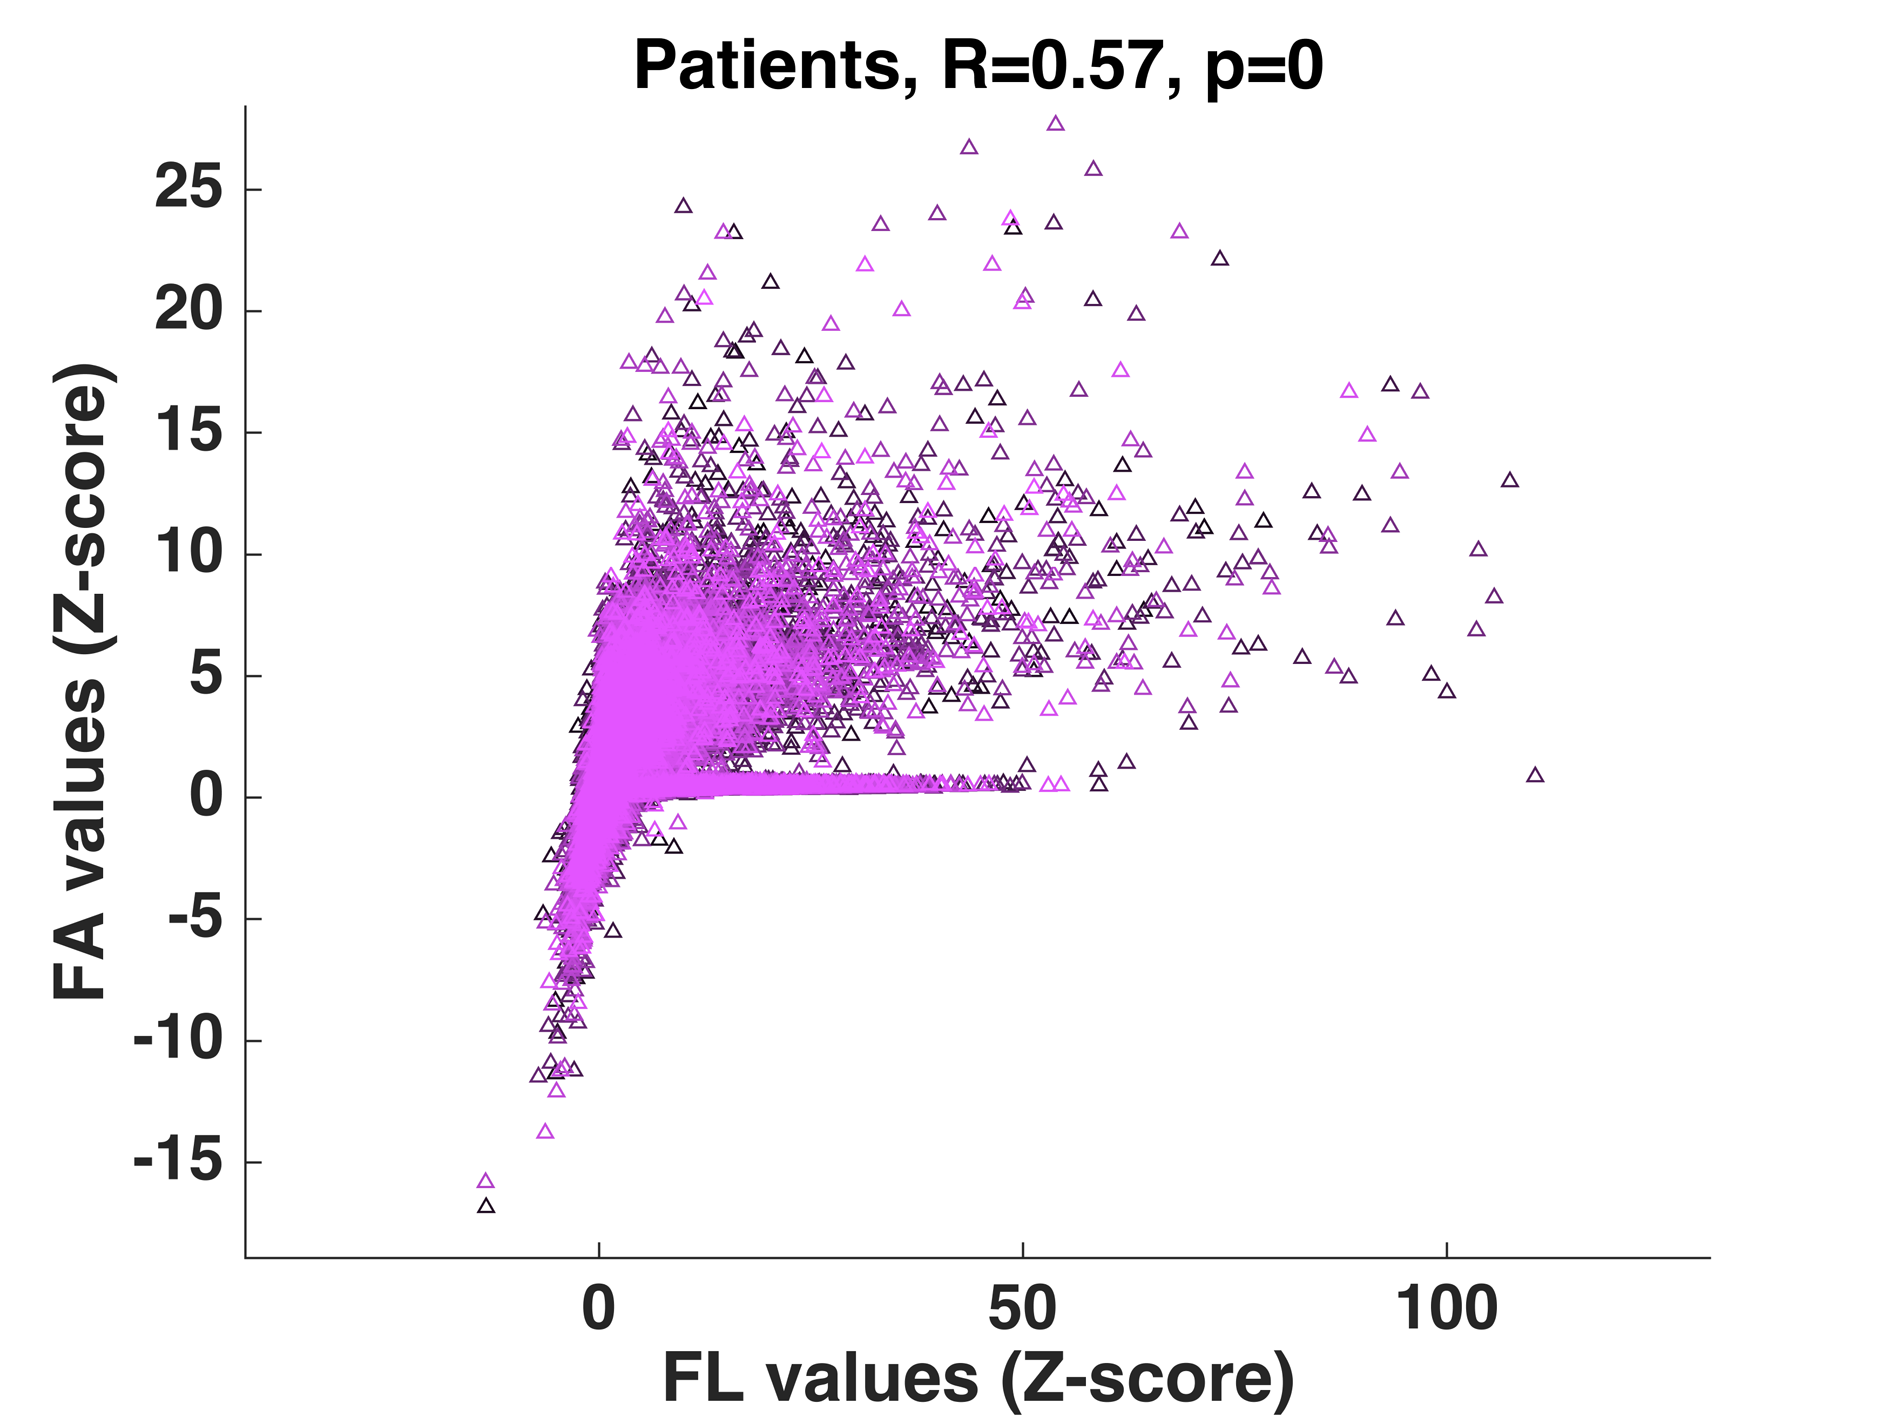 Patients, R=0.57, p=0
25
20
15
10
5
0
-5
-10
-15
FA values (Z-score)
0 50 100
FL values (Z-score)